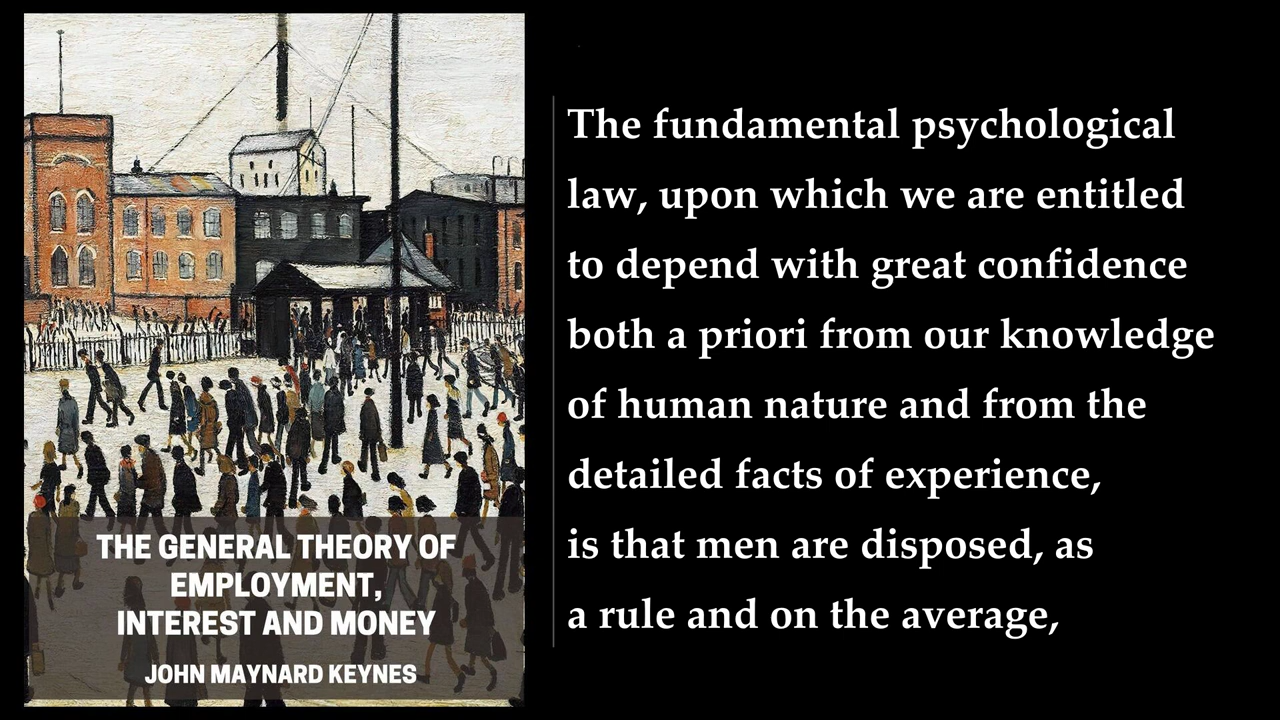 THE GENERAL THEORY OF
EMPLOYMENT,
INTEREST AND MONEY
JOHN MAYNARD KEYNES
The fundamental psychological
law, upon which we are entitled
to depend with great confidence
both a priori from our knowledge
of human nature and from the
detailed facts of experience,
is that men are disposed, as
a rule and on the average,